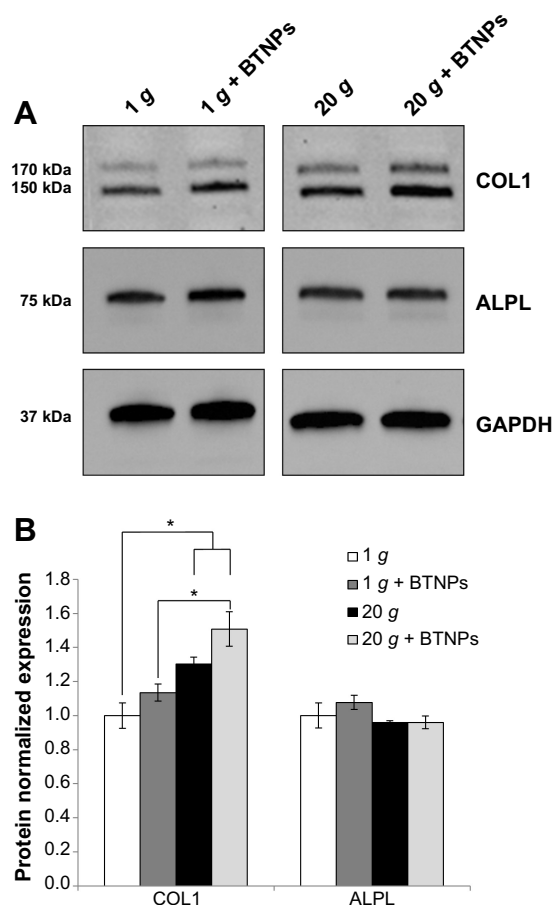 A
1 g
1 g + BTNPs
20 g
20 g + BTNPs
170 kDa
150 kDa
COL1
75 kDa
ALPL
37 kDa
GAPDH
B
*
*
1 g
1 g + BTNPs
20 g
20 g + BTNPs
Protein normalized expression
1.8
1.6
1.4
1.2
1.0
0.8
0.6
0.4
0.2
0.0
COL1
ALPL